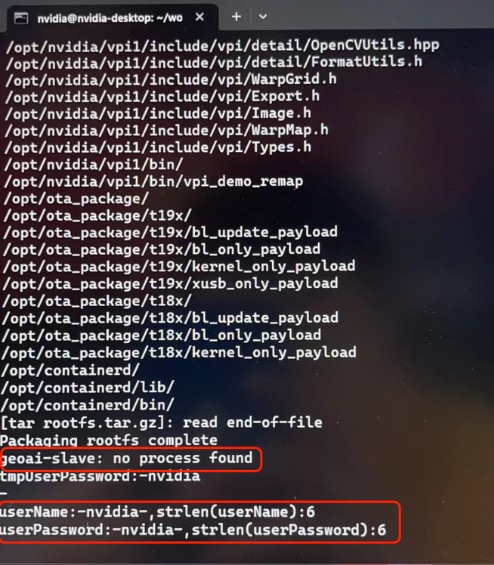 nvidia@nvidia-desktop: ~/wo
/opt/nvidia/vpi1/include/vpi/detail/OpenCVUtils.hpp
/opt/nvidia/vpi1/include/vpi/detail/FormatUtils.h
/opt/nvidia/vpi1/include/vpi/WarpGrid.h
/opt/nvidia/vpi1/include/vpi/Export.h
/opt/nvidia/vpi1/include/vpi/Image.h
/opt/nvidia/vpi1/include/vpi/WarpMap.h
/opt/nvidia/vpi1/include/vpi/Types.h
/opt/nvidia/vpi1/bin/
/opt/nvidia/vpi1/bin/vpi_demo_remap
/opt/ota_package/
/opt/ota_package/t19x/
/opt/ota_package/t19x/bl_update_payload
/opt/ota_package/t19x/bl_only_payload
/opt/ota_package/t19x/kernel_only_payload
/opt/ota_package/t19x/xusb_only_payload
/opt/ota_package/t18x/
/opt/ota_package/t18x/bl_update_payload
/opt/ota_package/t18x/bl_only_payload
/opt/ota_package/t18x/kernel_only_payload
/opt/containerd/
/opt/containerd/lib/
/opt/containerd/bin/
[tar rootfs.tar.gz]: read end-of-file
Packaging rootfs complete
geoai-slave: no process found
tmpUserPassword:-nvidia
-
userName:-nvidia-,strlen(userName):6
userPassword:-nvidia-,strlen(userPassword):6